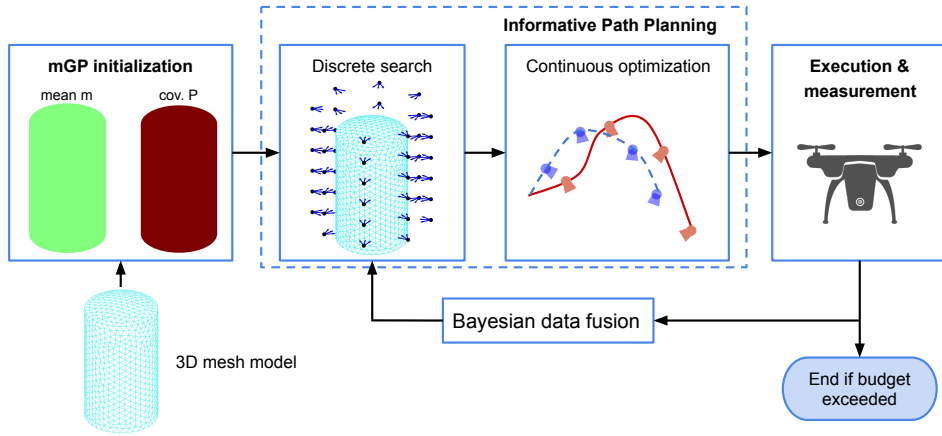 Informative Path Planning
mGP initialization
mean m
cov. P
Discrete search
Continuous optimization
Execution &
measurement
Bayesian data fusion
3D mesh model
End if budget
exceeded